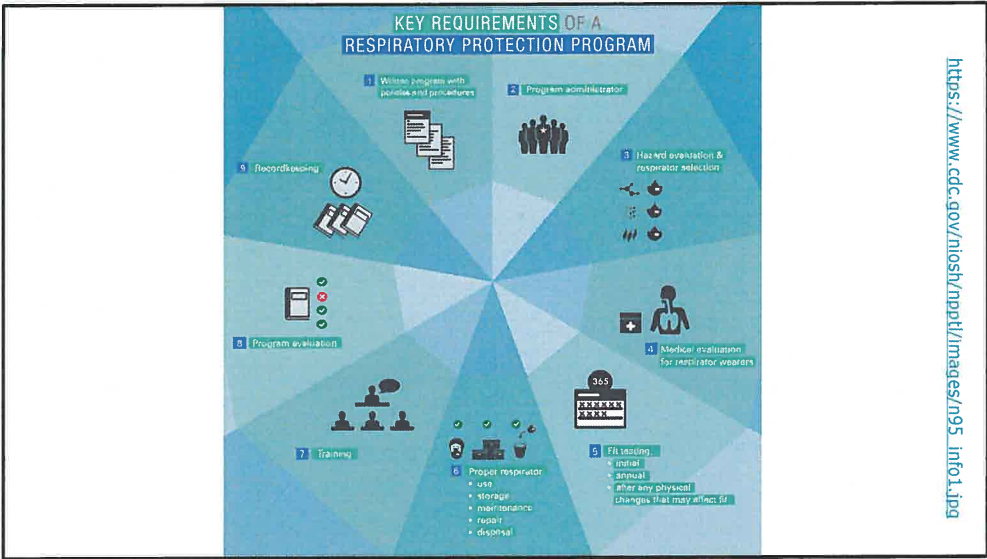 KEY REQUIREMENTS OF A
RESPIRATORY PROTECTION PROGRAM
1 Written program with
policies and procedures
2 Program administrator
3 Hazard evaluation &
respirator selection
4 Medical evaluation
for respirator wearers
365
5 Fit testing
• initial
• annual
• after any physical
changes that may affect fit
6 Proper respirator
• use
• storage
• maintenance
• repair
• disposal
7 Training
8 Program evaluation
9 Recordkeeping
https://www.cdc.gov/niosh/npptl/images/n95_info1.jpg